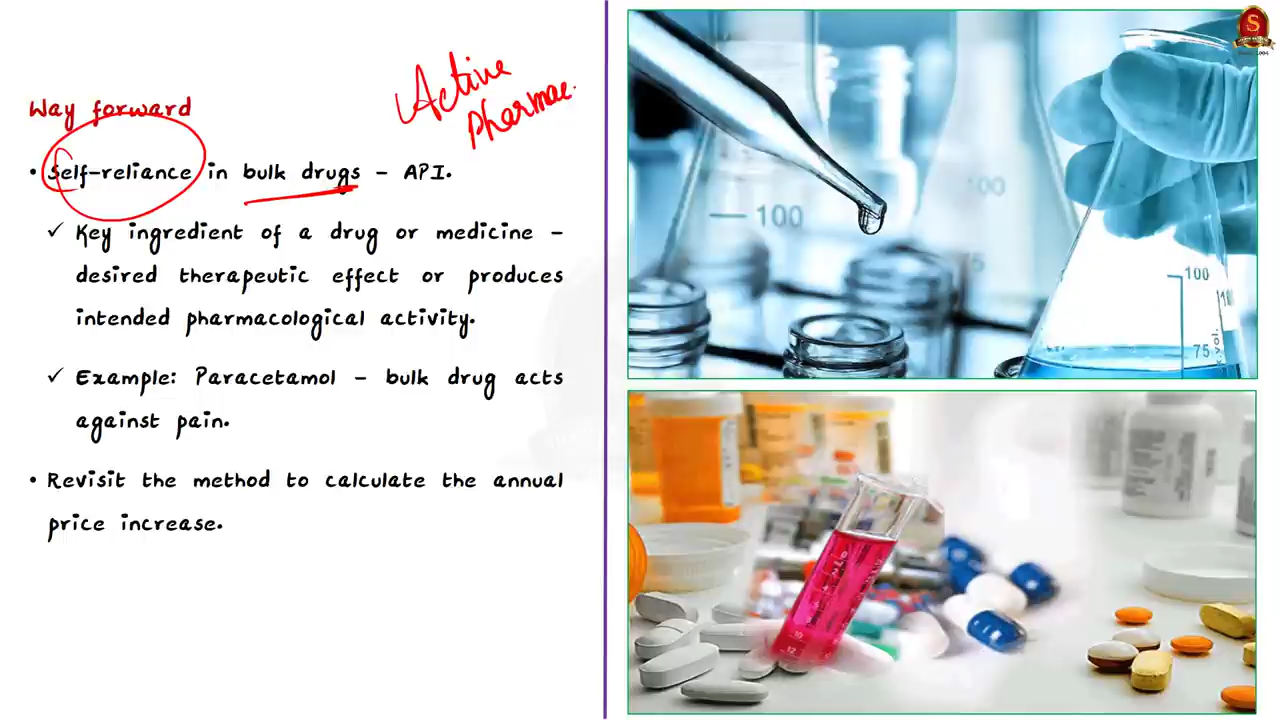 Active
Pharmac.
Way forward
• Self-reliance in bulk drugs – API.
✓ Key ingredient of a drug or medicine –
desired therapeutic effect or produces
intended pharmacological activity.
✓ Example: Paracetamol – bulk drug acts
against pain.
• Revisit the method to calculate the annual
price increase.
S
100
100
100
75